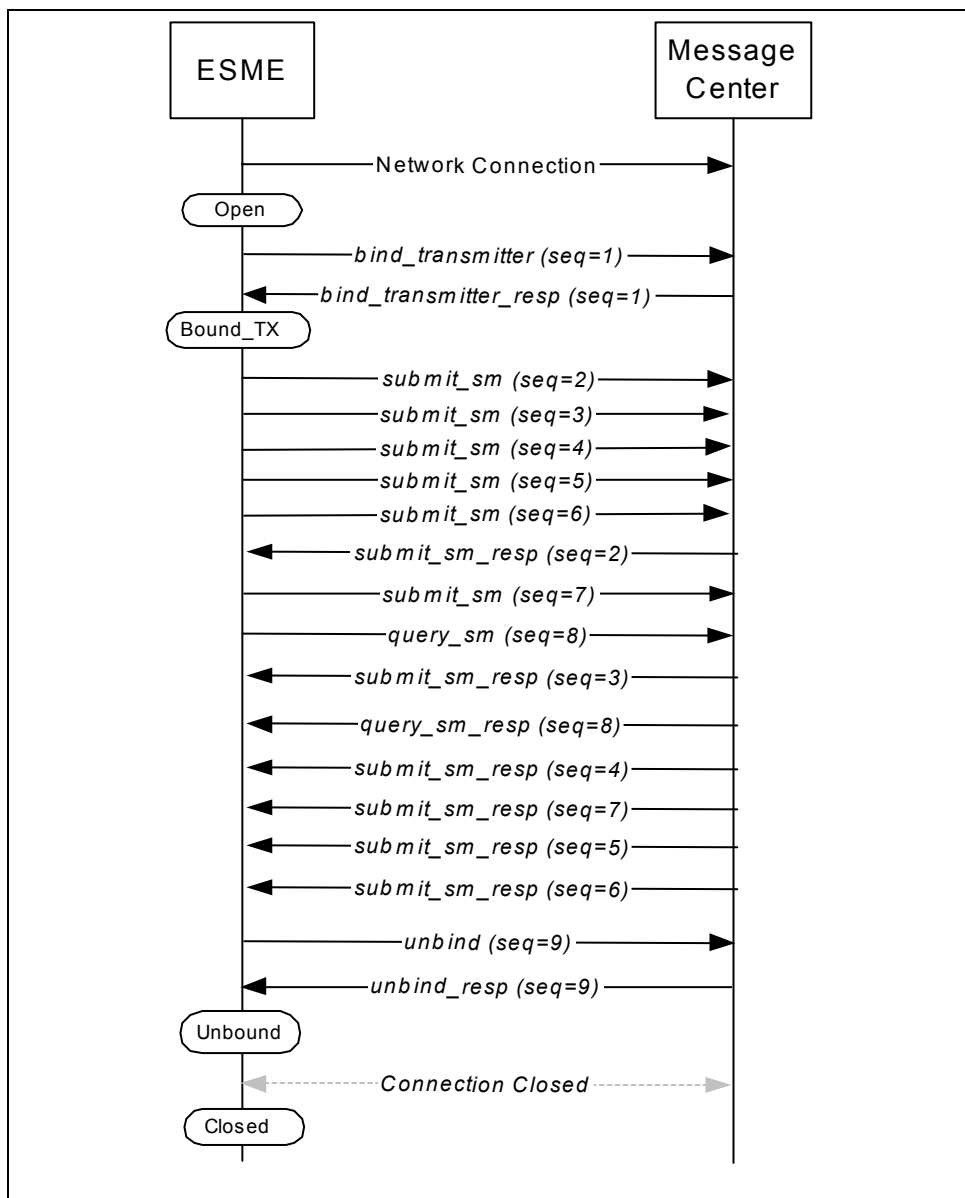 ESME
Message
Center
Network Connection
Open
bind_transmitter (seq=1)
bind_transmitter_resp (seq=1)
Bound_TX
submit_sm (seq=2)
submit_sm (seq=3)
submit_sm (seq=4)
submit_sm (seq=5)
submit_sm (seq=6)
submit_sm_resp (seq=2)
submit_sm (seq=7)
query_sm (seq=8)
submit_sm_resp (seq=3)
query_sm_resp (seq=8)
submit_sm_resp (seq=4)
submit_sm_resp (seq=7)
submit_sm_resp (seq=5)
submit_sm_resp (seq=6)
unbind (seq=9)
unbind_resp (seq=9)
Unbound
Connection Closed
Closed